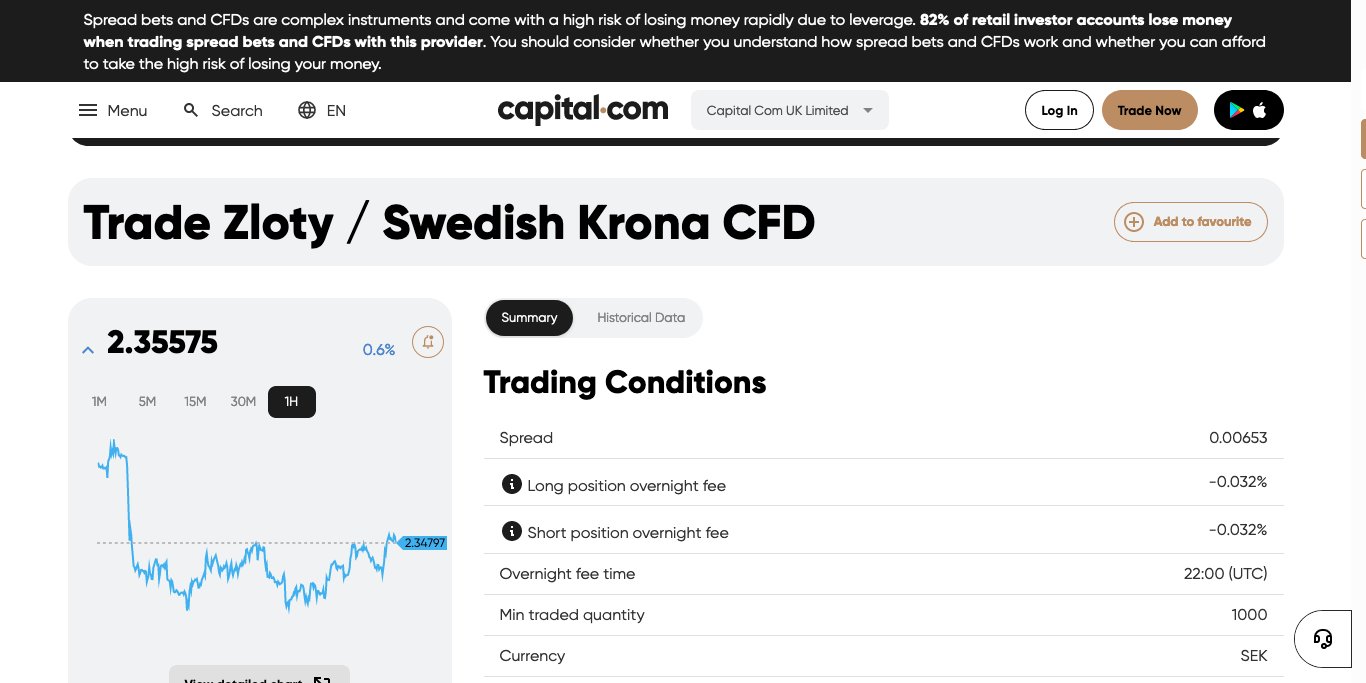 Spread bets and CFDs are complex instruments and come with a high risk of losing money rapidly due to leverage. 82% of retail investor accounts lose money
when trading spread bets and CFDs with this provider. You should consider whether you understand how spread bets and CFDs work and whether you can afford
to take the high risk of losing your money.
Menu Search EN capital.com Capital Com UK Limited Log In Trade Now
Trade Zloty / Swedish Krona CFD Add to favourite
2.35575 0.6%
1M 5M 15M 30M 1H
2.34797
View detailed chart
Summary Historical Data
Trading Conditions
Spread 0.00653
Long position overnight fee -0.032%
Short position overnight fee -0.032%
Overnight fee time 22:00 (UTC)
Min traded quantity 1000
Currency SEK